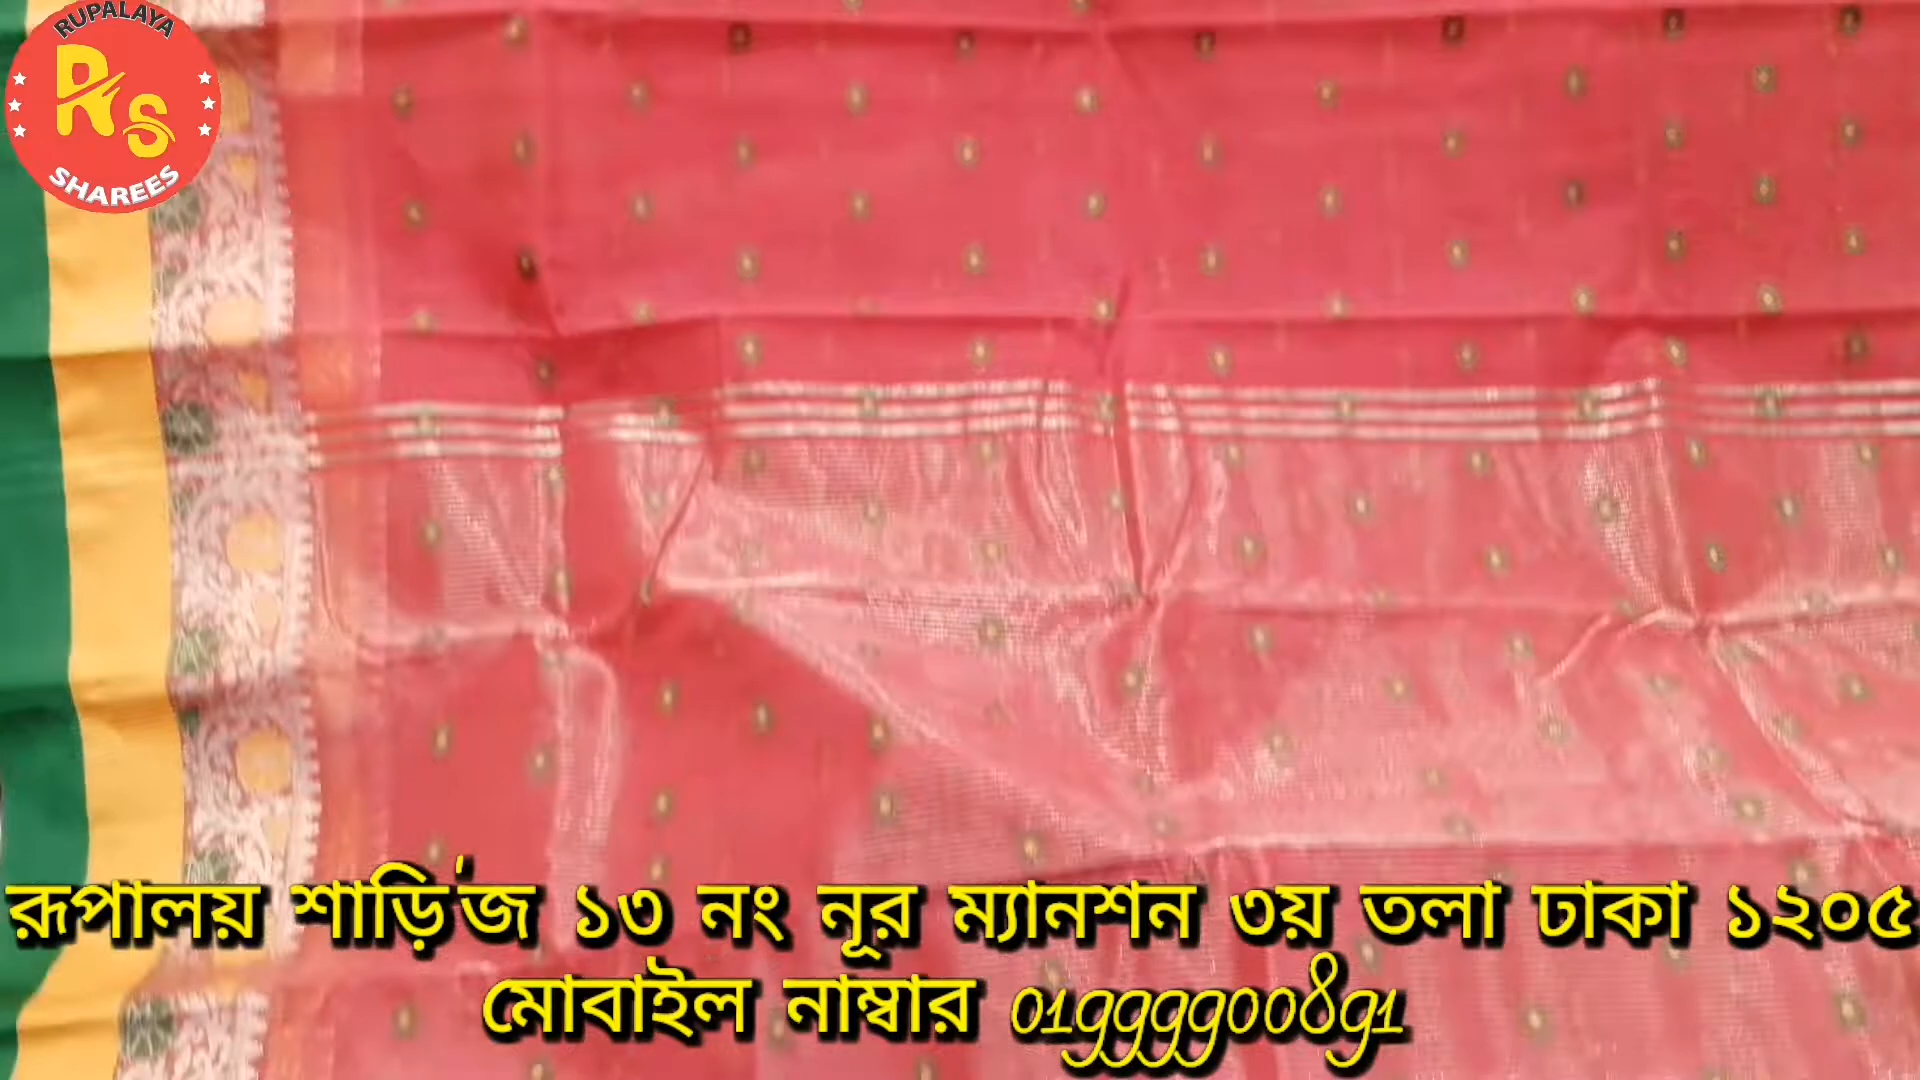 RUPALAYA
RS
SHAREES
রূপালয় শাড়ি'জ ১৩ নং নূর ম্যানশন ৩য় তলা ঢাকা ১২০৫
মোবাইল নাম্বার 01999900891